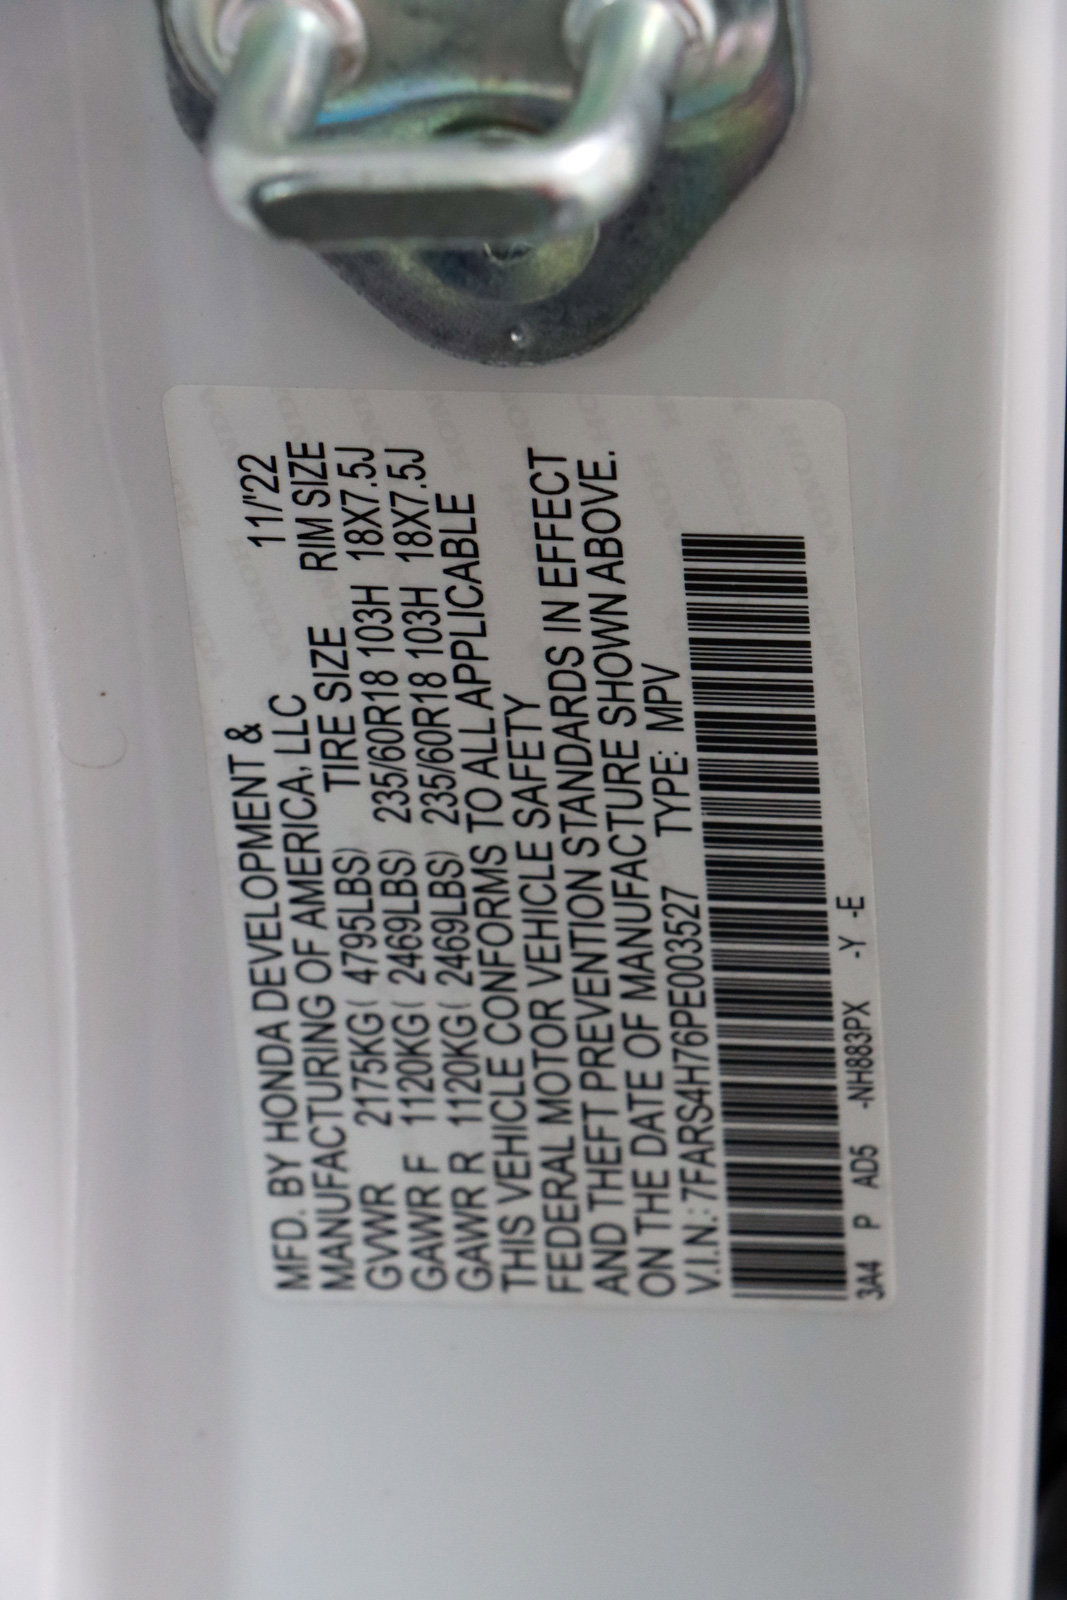 MFD. BY HONDA DEVELOPMENT & 11/'22
MANUFACTURING OF AMERICA, LLC RIM SIZE
TIRE SIZE
GVWR 2175KG( 4795LBS) 235/60R18 103H 18X7.5J
GAWR F 1120KG( 2469LBS) 235/60R18 103H 18X7.5J
GAWR R 1120KG( 2469LBS)
THIS VEHICLE CONFORMS TO ALL APPLICABLE
FEDERAL MOTOR VEHICLE SAFETY
AND THEFT PREVENTION STANDARDS IN EFFECT
ON THE DATE OF MANUFACTURE SHOWN ABOVE.
V.I.N.: 7FARS4H76PE003527 TYPE: MPV
3A4 P AD5 -NH883PX -Y -E